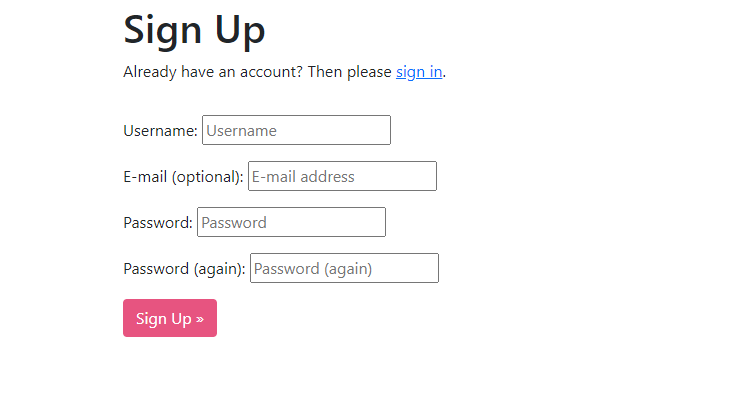 Sign Up
Already have an account? Then please sign in.
Username: Username
E-mail (optional): E-mail address
Password: Password
Password (again): Password (again)
Sign Up »